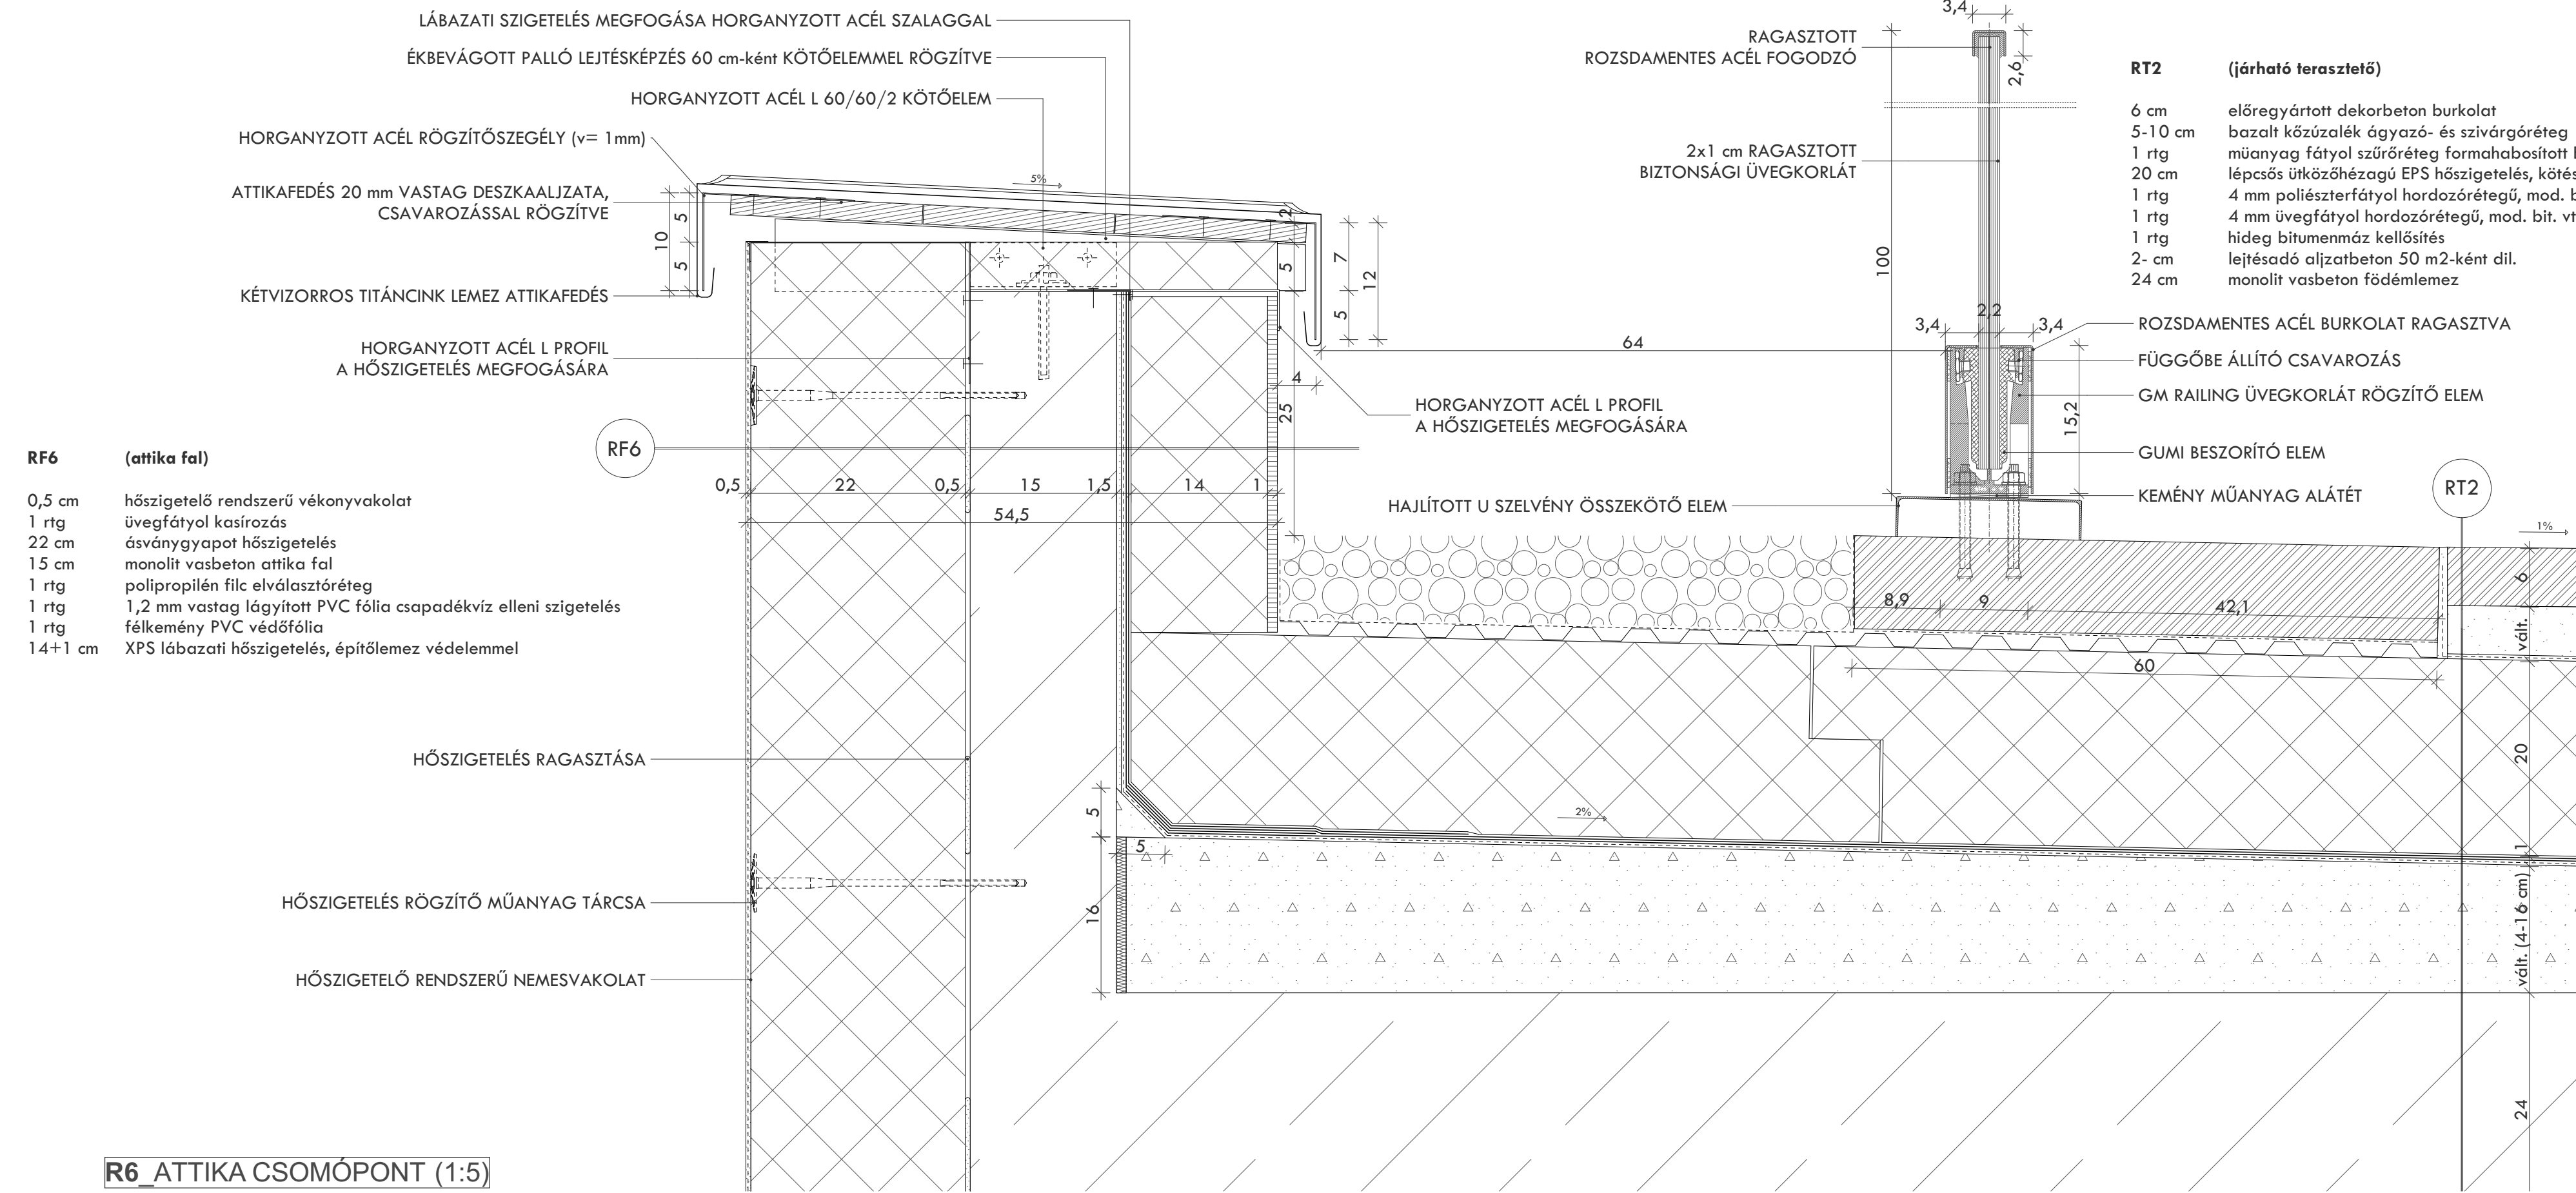 LÁBAZATI SZIGETELÉS MEGFOGÁSA HORGANYZOTT ACÉL SZALAGGAL
ÉKBEVÁGOTT PALLÓ LEJTÉSKÉPZÉS 60 cm-ként KÖTŐELEMMEL RÖGZÍTVE
HORGANYZOTT ACÉL L 60/60/2 KÖTŐELEM
HORGANYZOTT ACÉL RÖGZÍTŐSZEGÉLY (v= 1mm)
ATTIKAFEDÉS 20 mm VASTAG DESZKAALJZATA,
CSAVAROZÁSSAL RÖGZÍTVE
KÉTVIZORROS TITÁNCINK LEMEZ ATTIKAFEDÉS
HORGANYZOTT ACÉL L PROFIL
A HŐSZIGETELÉS MEGFOGÁSÁRA
RF6 (attika fal)
0,5 cm hőszigetelő rendszerű vékonyvakolat
1 rtg üvegfátyol kasírozás
22 cm ásványgyapot hőszigetelés
15 cm monolit vasbeton attika fal
1 rtg polipropilén filc elválasztóréteg
1 rtg 1,2 mm vastag lágyított PVC fólia csapadékvíz elleni szigetelés
1 rtg félkemény PVC védőfólia
14+1 cm XPS lábazati hőszigetelés, építőlemez védelemmel
HŐSZIGETELÉS RAGASZTÁSA
HŐSZIGETELÉS RÖGZÍTŐ MŰANYAG TÁRCSA
HŐSZIGETELŐ RENDSZERŰ NEMESVAKOLAT
R6_ATTIKA CSOMÓPONT (1:5)
RF6
5%
10
5
5
2
5
7
5
12
4
25
64
0,5
22
0,5
15
1,5
14
1
54,5
5
5
16
2%
HORGANYZOTT ACÉL L PROFIL
A HŐSZIGETELÉS MEGFOGÁSÁRA
RAGASZTOTT
ROZSDAMENTES ACÉL FOGODZÓ
2x1 cm RAGASZTOTT
BIZTONSÁGI ÜVEGKORLÁT
HAJLÍTOTT U SZELVÉNY ÖSSZEKÖTŐ ELEM
3,4
2,6
100
2,2
3,4
3,4
15,2
8,9
9
42,1
60
RT2 (járható terasztető)
6 cm előregyártott dekorbeton burkolat
5-10 cm bazalt kőzúzalék ágyazó- és szivárgóréteg
1 rtg müanyag fátyol szűrőréteg formahabosított
20 cm lépcsős ütközőhézagú EPS hőszigetelés,
1 rtg 4 mm poliészterfátyol hordozórétegű, mod.
1 rtg 4 mm üvegfátyol hordozórétegű, mod. bit.
1 rtg hideg bitumenmáz kellősítés
2- cm lejtésadó aljzatbeton 50 m2-ként dil.
24 cm monolit vasbeton födémlemez
ROZSDAMENTES ACÉL BURKOLAT RAGASZTVA
FÜGGŐBE ÁLLÍTÓ CSAVAROZÁS
GM RAILING ÜVEGKORLÁT RÖGZÍTŐ ELEM
GUMI BESZORÍTÓ ELEM
KEMÉNY MŰANYAG ALÁTÉT
RT2
1%
6
vált.
20
1
vált. (4-16 cm)
24